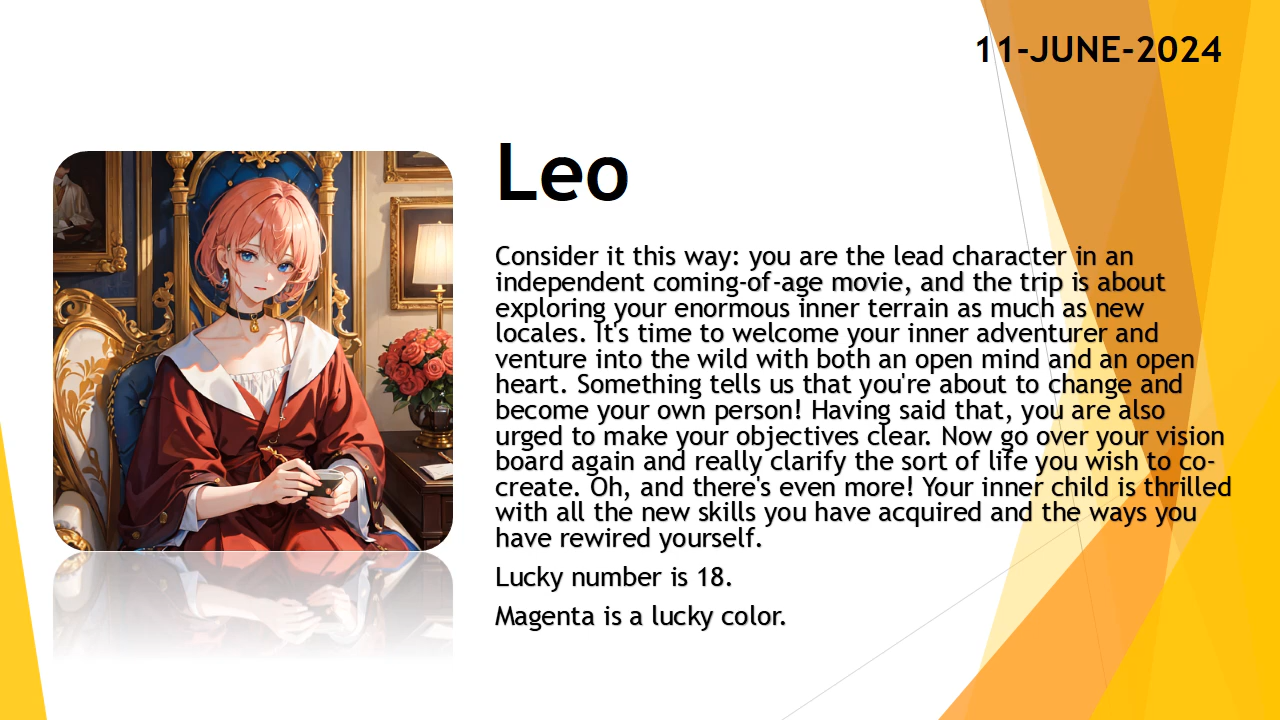 11-JUNE-2024
Leo
Consider it this way: you are the lead character in an
independent coming-of-age movie, and the trip is about
exploring your enormous inner terrain as much as new
locales. It's time to welcome your inner adventurer and
venture into the wild with both an open mind and an open
heart. Something tells us that you're about to change and
become your own person! Having said that, you are also
urged to make your objectives clear. Now go over your vision
board again and really clarify the sort of life you wish to co-
create. Oh, and there's even more! Your inner child is thrilled
with all the new skills you have acquired and the ways you
have rewired yourself.
Lucky number is 18.
Magenta is a lucky color.